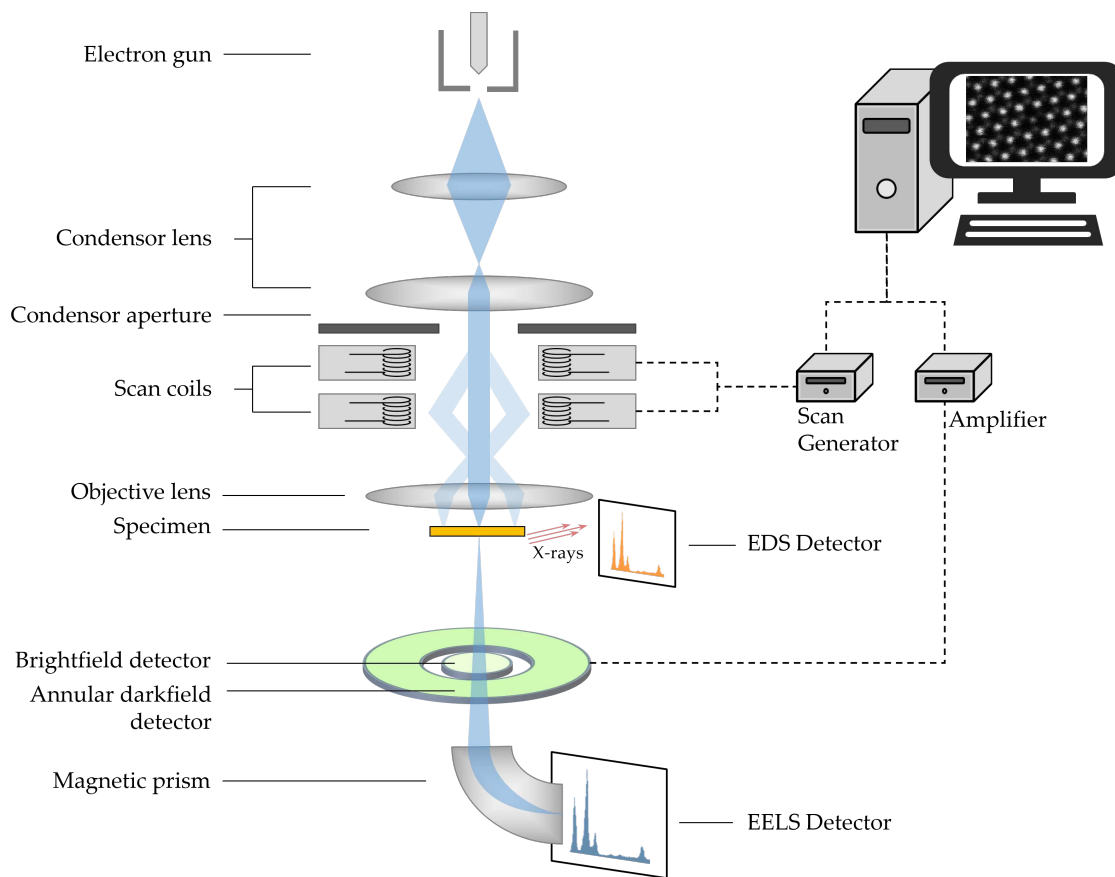 Electron gun
Condensor lens
Condensor aperture
Scan coils
Scan
Generator
Amplifier
Objective lens
Specimen
X-rays
EDS Detector
Brightfield detector
Annular darkfield
detector
Magnetic prism
EELS Detector